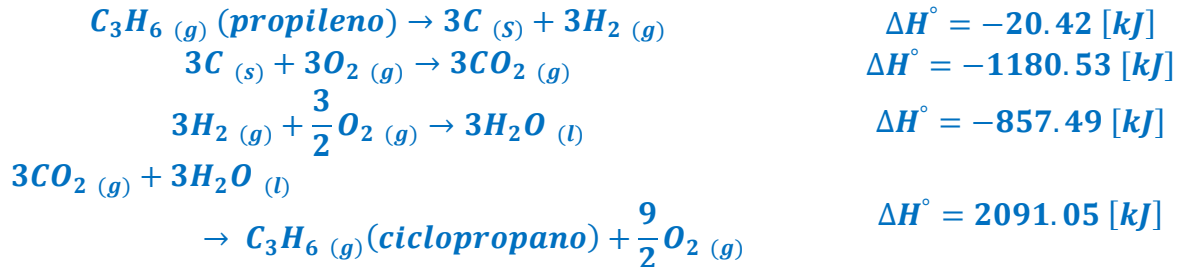 C₃H₆ (g) (propileno) → 3C (S) + 3H₂ (g) ΔH° = −20.42 [kJ]
3C (s) + 3O₂ (g) → 3CO₂ (g) ΔH° = −1180.53 [kJ]
3H₂ (g) + 3/2 O₂ (g) → 3H₂O (l) ΔH° = −857.49 [kJ]
3CO₂ (g) + 3H₂O (l)
→ C₃H₆ (g)(ciclopropano) + 9/2 O₂ (g) ΔH° = 2091.05 [kJ]